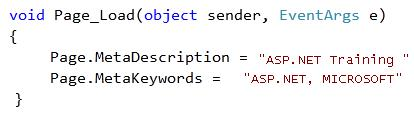 void Page_Load(object sender, EventArgs e)
{
Page.MetaDescription = "ASP.NET Training "
Page.MetaKeywords = "ASP.NET, MICROSOFT"
}